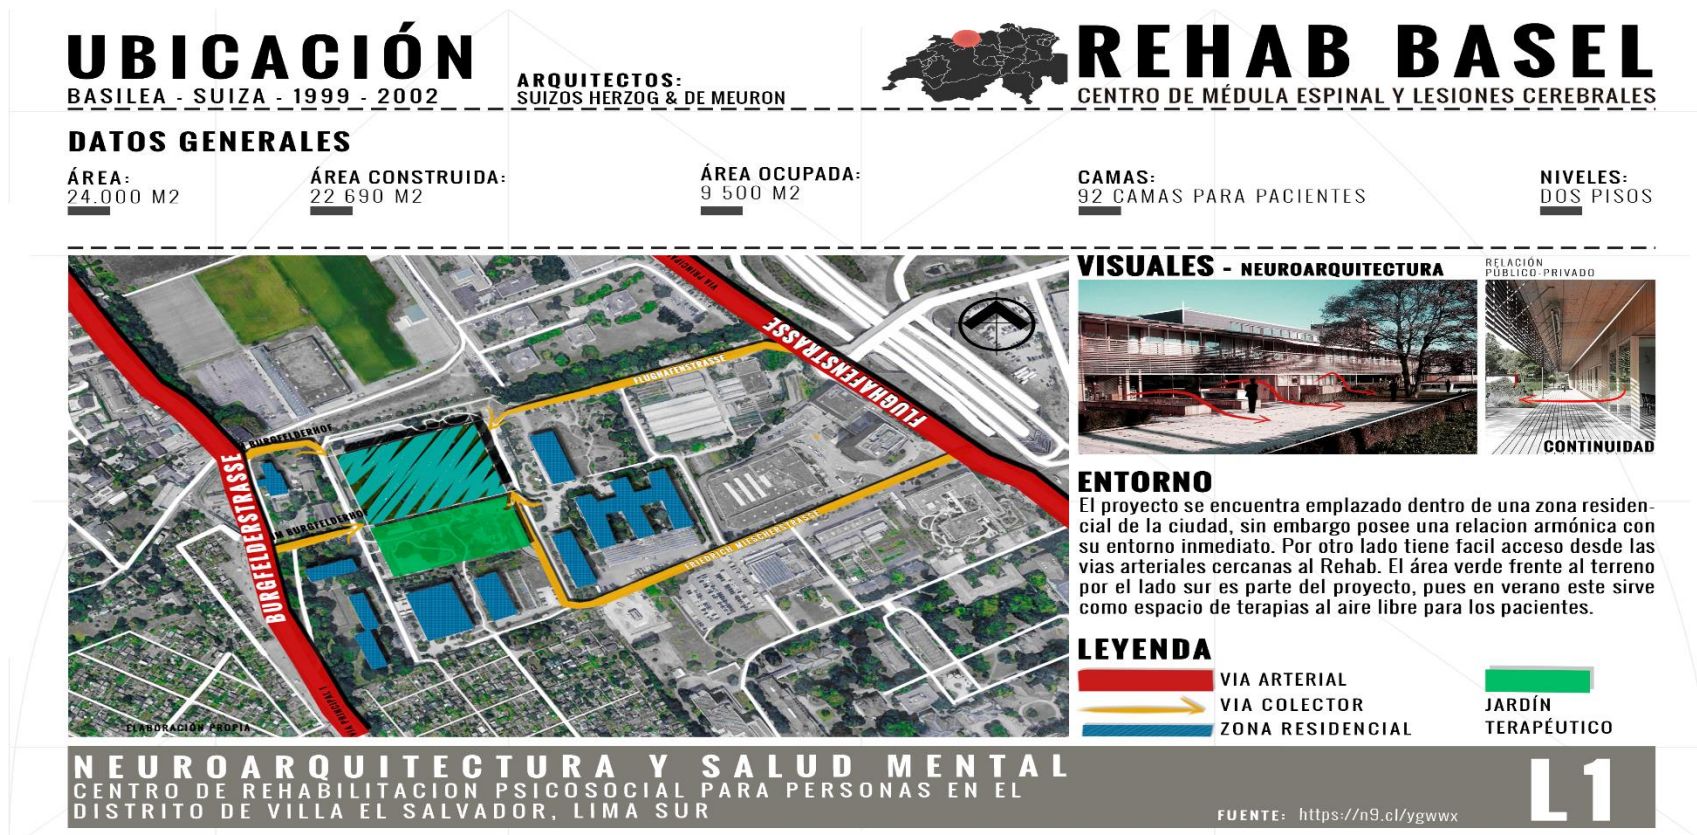 UBICACIÓN
BASILEA - SUIZA - 1999 - 2002
ARQUITECTOS:
SUIZOS HERZOG & DE MEURON
REHAB BASEL
CENTRO DE MÉDULA ESPINAL Y LESIONES CEREBRALES
DATOS GENERALES
ÁREA:
24.000 M2
ÁREA CONSTRUIDA:
22 690 M2
ÁREA OCUPADA:
9 500 M2
CAMAS:
92 CAMAS PARA PACIENTES
NIVELES:
DOS PISOS
VIA PRINCIPAL
FLUGHAFENSTRASSE
FLUGHAFENSTRASSE
BURGFELDERHOF
BURGFELDERSTRASSE
IM BURGFELDERHOF
FRIEDRICH MIESCHERSTRASSE
VIA PRINCIPAL 1
ELABORACIÓN PROPIA
VISUALES - NEUROARQUITECTURA
RELACIÓN
PÚBLICO-PRIVADO
CONTINUIDAD
ENTORNO
El proyecto se encuentra emplazado dentro de una zona residen-
cial de la ciudad, sin embargo posee una relacion armónica con
su entorno inmediato. Por otro lado tiene facil acceso desde las
vias arteriales cercanas al Rehab. El área verde frente al terreno
por el lado sur es parte del proyecto, pues en verano este sirve
como espacio de terapias al aire libre para los pacientes.
LEYENDA
VIA ARTERIAL
VIA COLECTOR
ZONA RESIDENCIAL
JARDÍN
TERAPÉUTICO
NEUROARQUITECTURA Y SALUD MENTAL
CENTRO DE REHABILITACION PSICOSOCIAL PARA PERSONAS EN EL
DISTRITO DE VILLA EL SALVADOR, LIMA SUR
FUENTE: https://n9.cl/ygwwx
L1